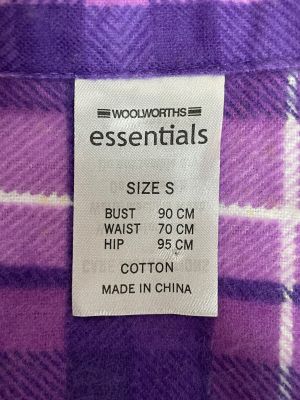 WOOLWORTHS
essentials
SIZE S
BUST 90 CM
WAIST 70 CM
HIP 95 CM
COTTON
MADE IN CHINA